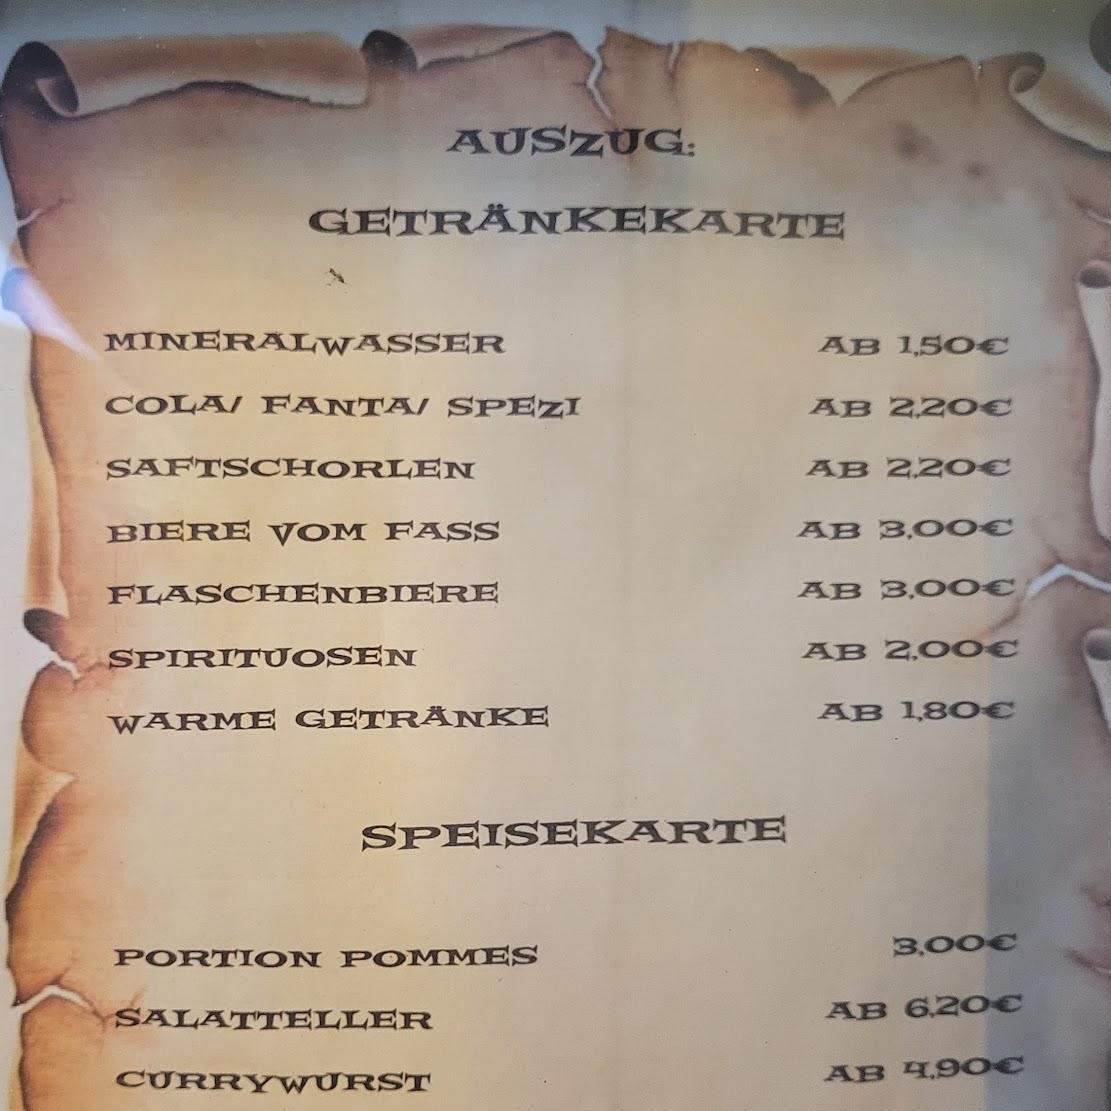 AUSZUG:
GETRÄNKEKARTE
MINERALWASSER AB 1,50€
COLA/ FANTA/ SPEZI AB 2,20€
SAFTSCHORLEN AB 2,20€
BIERE VOM FASS AB 3,00€
FLASCHENBIERE AB 3,00€
SPIRITUOSEN AB 2,00€
WARME GETRÄNKE AB 1,80€
SPEISEKARTE
PORTION POMMES 3,00€
SALATTELLER AB 6,20€
CURRYWURST AB 4,90€